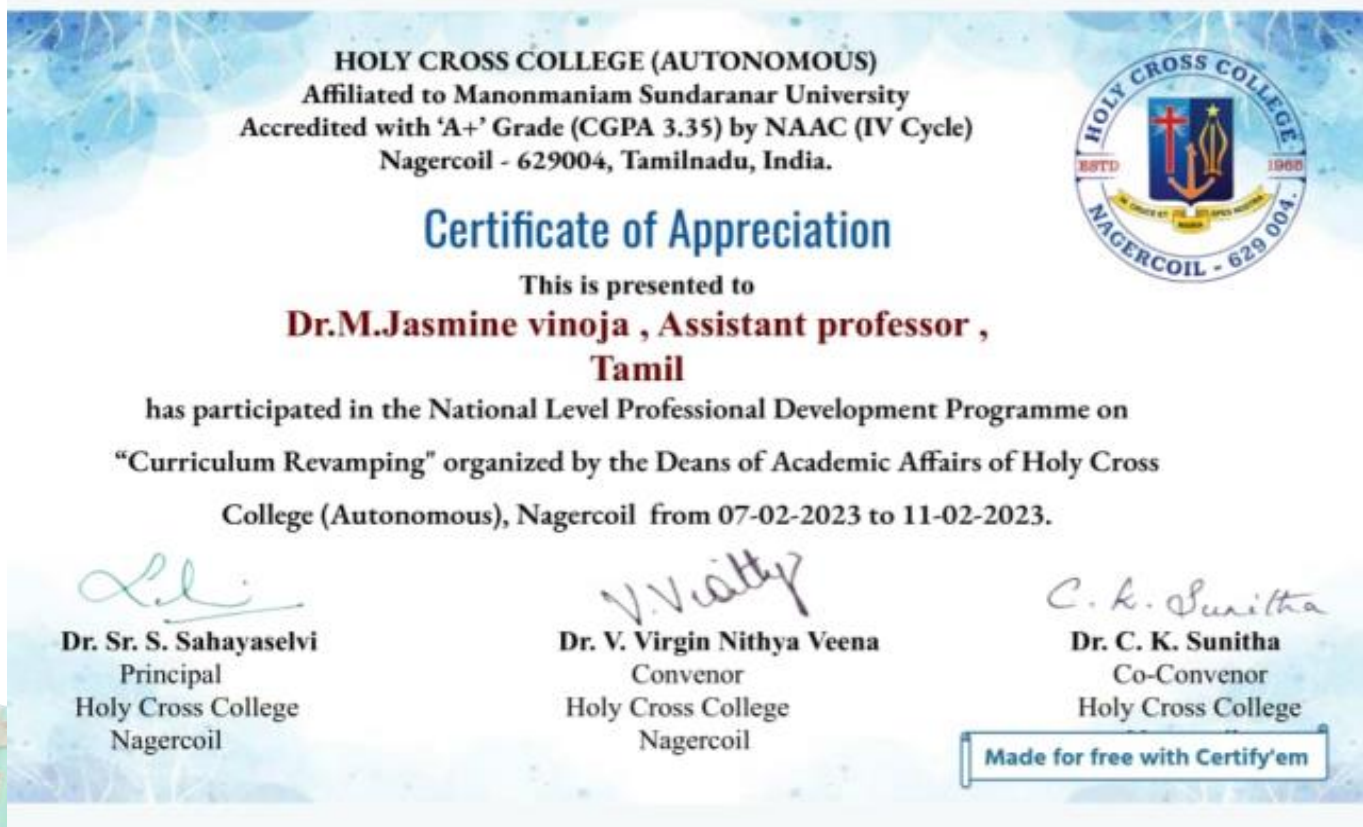 HOLY CROSS COLLEGE (AUTONOMOUS)
Affiliated to Manonmaniam Sundaranar University
Accredited with ‘A+’ Grade (CGPA 3.35) by NAAC (IV Cycle)
Nagercoil - 629004, Tamilnadu, India.
HOLY CROSS COLLEGE
ESTD 1965
NAGERCOIL - 629 004.
Certificate of Appreciation
This is presented to
Dr.M.Jasmine vinoja , Assistant professor ,
Tamil
has participated in the National Level Professional Development Programme on
“Curriculum Revamping" organized by the Deans of Academic Affairs of Holy Cross
College (Autonomous), Nagercoil from 07-02-2023 to 11-02-2023.
C. K. Sunitha
Dr. Sr. S. Sahayaselvi Dr. V. Virgin Nithya Veena Dr. C. K. Sunitha
Principal Convenor Co-Convenor
Holy Cross College Holy Cross College Holy Cross College
Nagercoil Nagercoil
Made for free with Certify'em